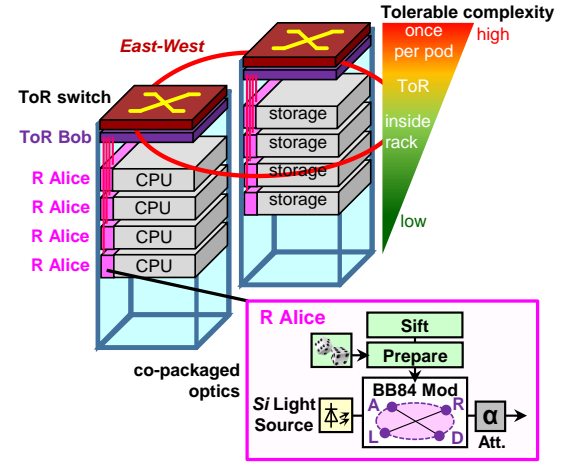 Tolerable complexity
once
per pod
high
East-West
ToR
ToR switch
storage
inside
rack
ToR Bob
storage
R Alice
CPU
storage
R Alice
CPU
storage
R Alice
CPU
low
R Alice
CPU
R Alice
Sift
Prepare
co-packaged
optics
BB84 Mod
Si Light
Source
A
R
L
D
α
Att.